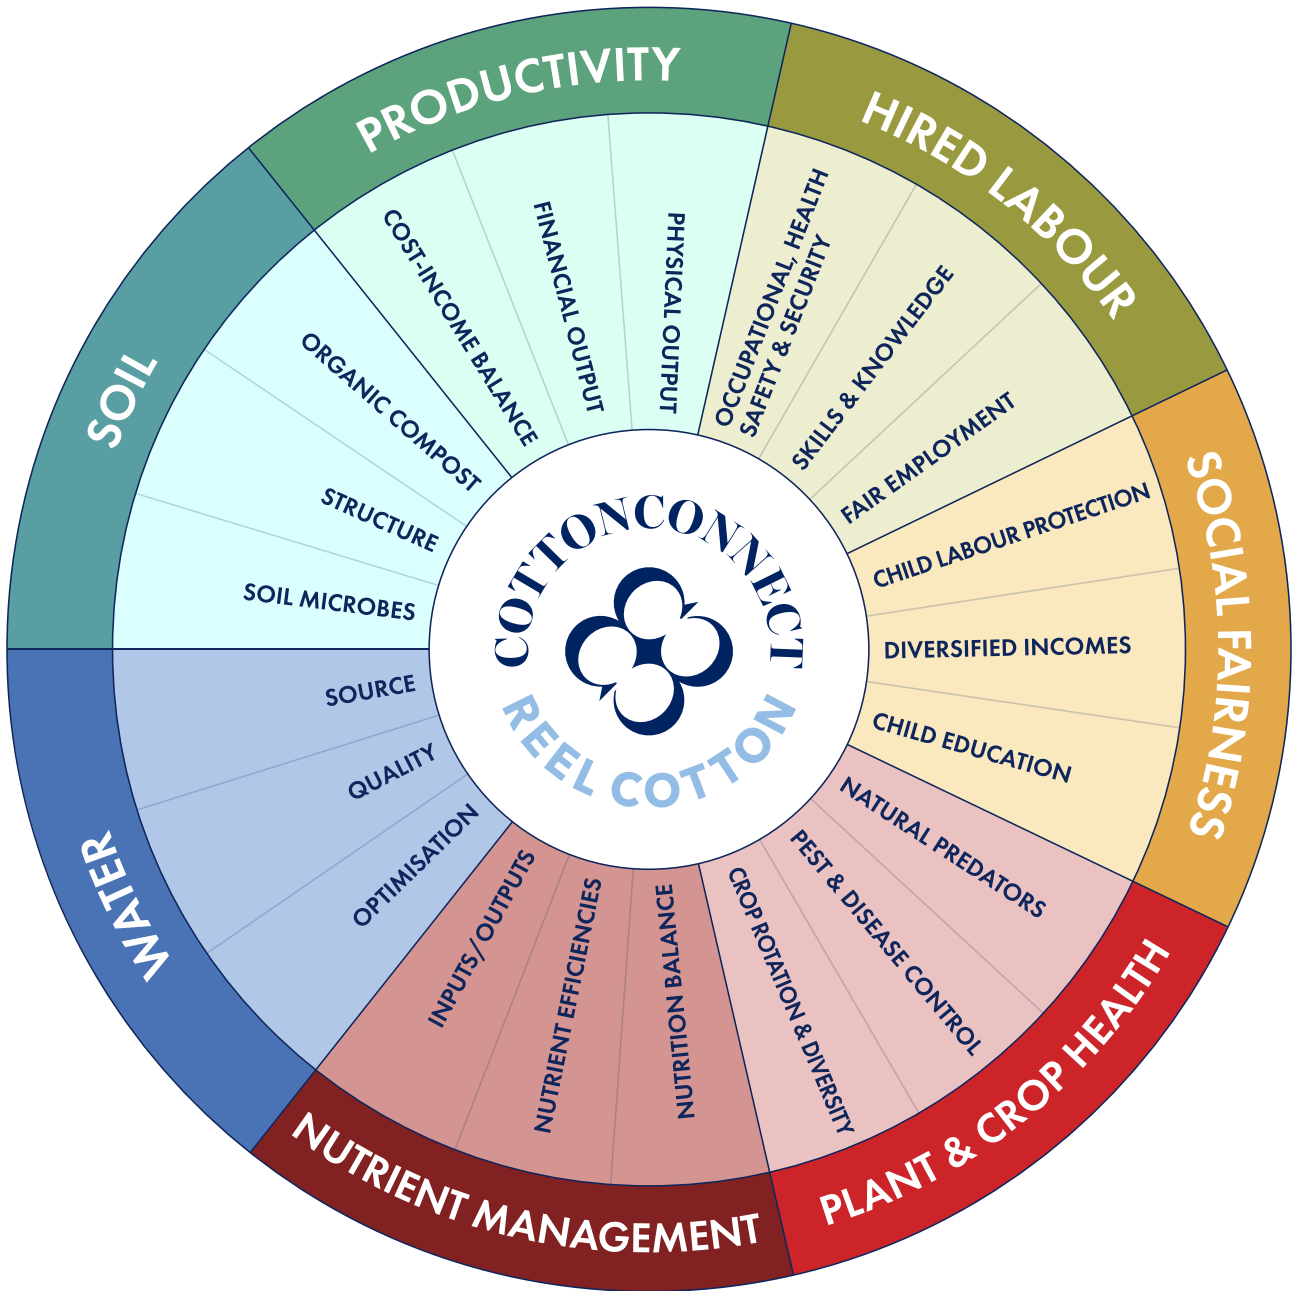 PRODUCTIVITY
COST-INCOME BALANCE
FINANCIAL OUTPUT
PHYSICAL OUTPUT
HIRED LABOUR
OCCUPATIONAL, HEALTH
SAFETY & SECURITY
SKILLS & KNOWLEDGE
FAIR EMPLOYMENT
SOCIAL FAIRNESS
CHILD LABOUR PROTECTION
DIVERSIFIED INCOMES
CHILD EDUCATION
PLANT & CROP HEALTH
NATURAL PREDATORS
PEST & DISEASE CONTROL
CROP ROTATION & DIVERSITY
NUTRIENT MANAGEMENT
NUTRITION BALANCE
NUTRIENT EFFICIENCIES
INPUTS/OUTPUTS
WATER
OPTIMISATION
QUALITY
SOURCE
SOIL
SOIL MICROBES
STRUCTURE
ORGANIC COMPOST
COTTONCONNECT
REEL COTTON